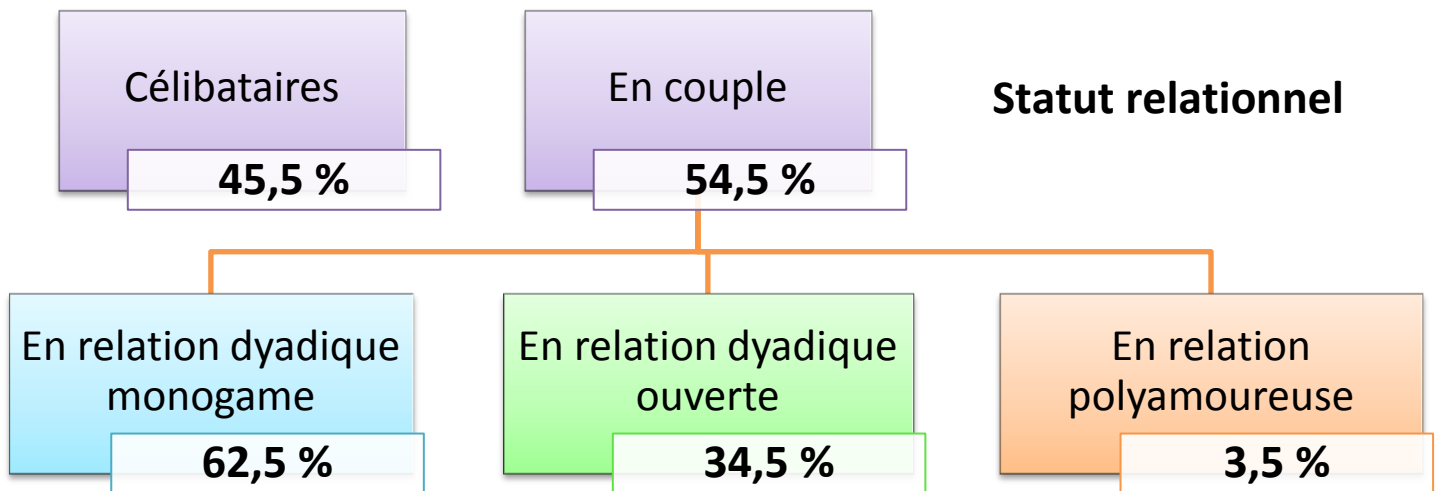 Célibataires
45,5 %
En couple
54,5 %
Statut relationnel
En relation dyadique
monogame
62,5 %
En relation dyadique
ouverte
34,5 %
En relation
polyamoureuse
3,5 %